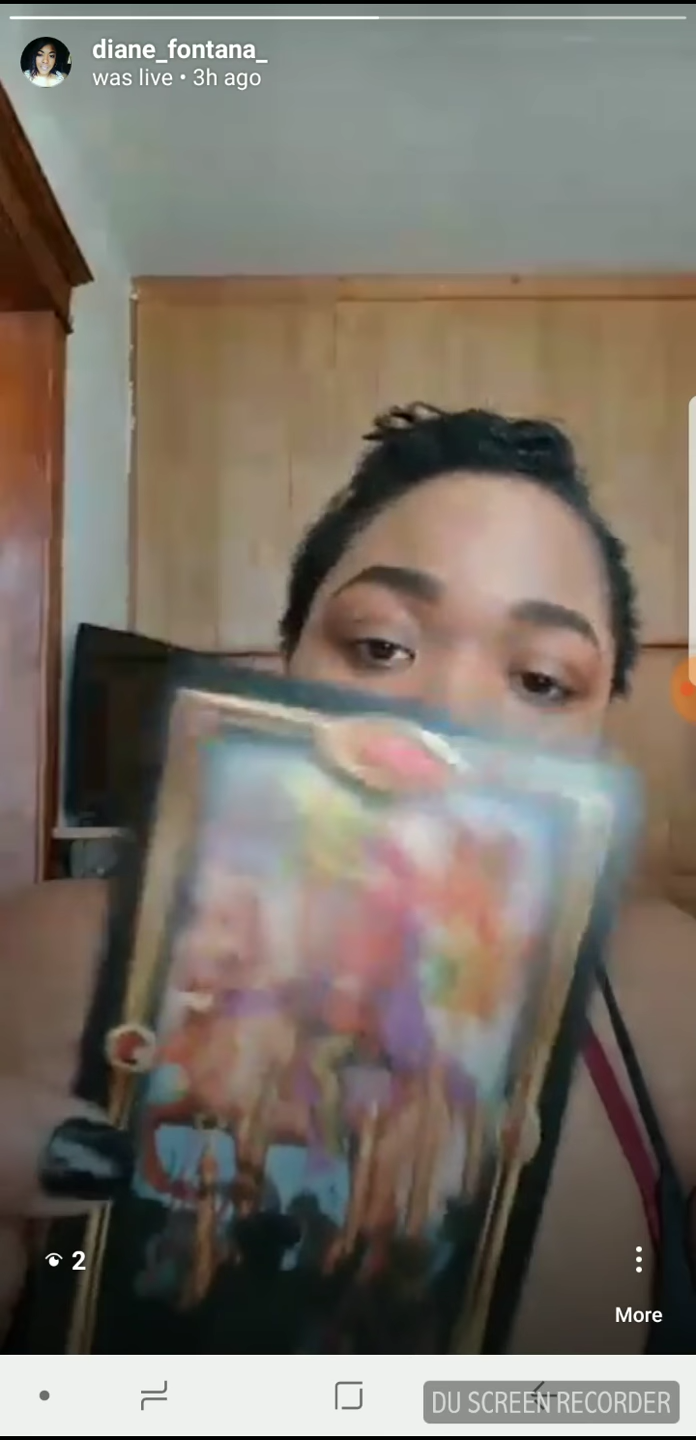 diane_fontana_
was live • 3h ago
2
More
DU SCREEN RECORDER